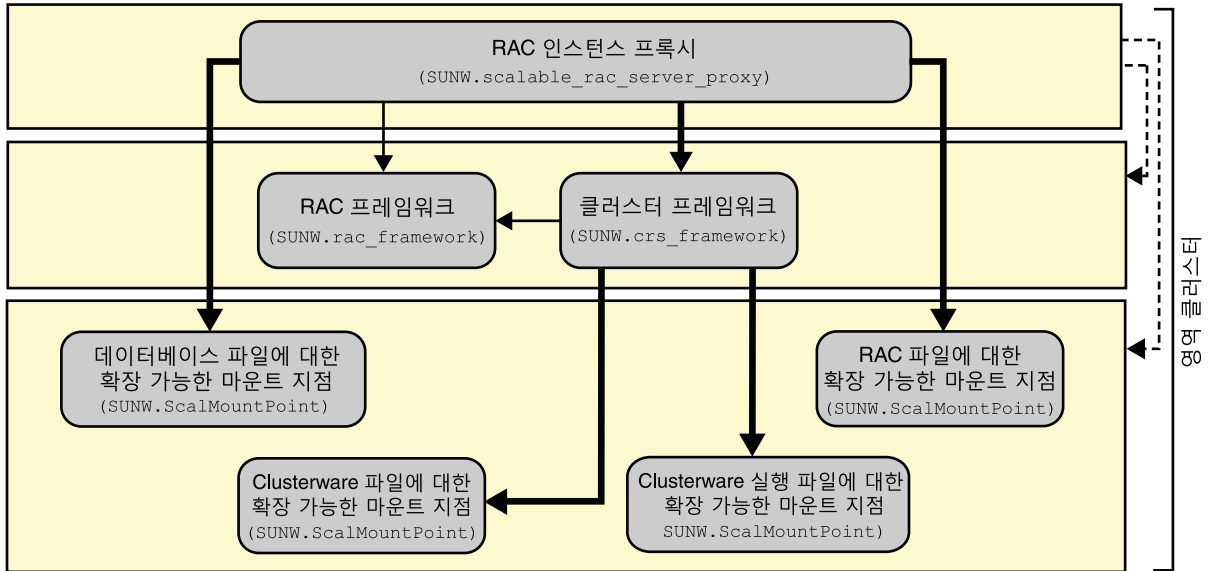 RAC 인스턴스 프록시
(SUNW.scalable_rac_server_proxy)
RAC 프레임워크
(SUNW.rac_framework)
클러스터 프레임워크
(SUNW.crs_framework)
데이터베이스 파일에 대한
확장 가능한 마운트 지점
(SUNW.ScalMountPoint)
RAC 파일에 대한
확장 가능한 마운트 지점
(SUNW.ScalMountPoint)
Clusterware 파일에 대한
확장 가능한 마운트 지점
(SUNW.ScalMountPoint)
Clusterware 실행 파일에 대한
확장 가능한 마운트 지점
SUNW.ScalMountPoint)
영역 클러스터